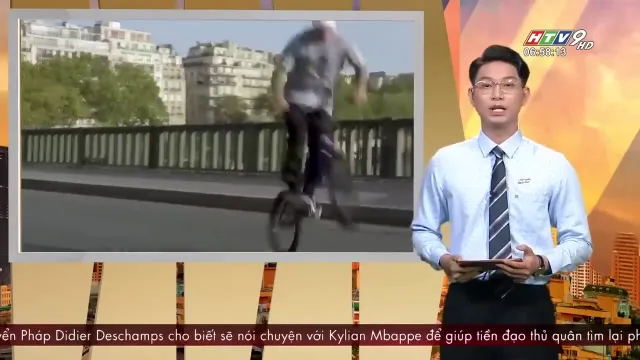 HTV9 HD
06:58:13
yển Pháp Didier Deschamps cho biết sẽ nói chuyện với Kylian Mbappe để giúp tiền đạo thủ quân tìm lại ph